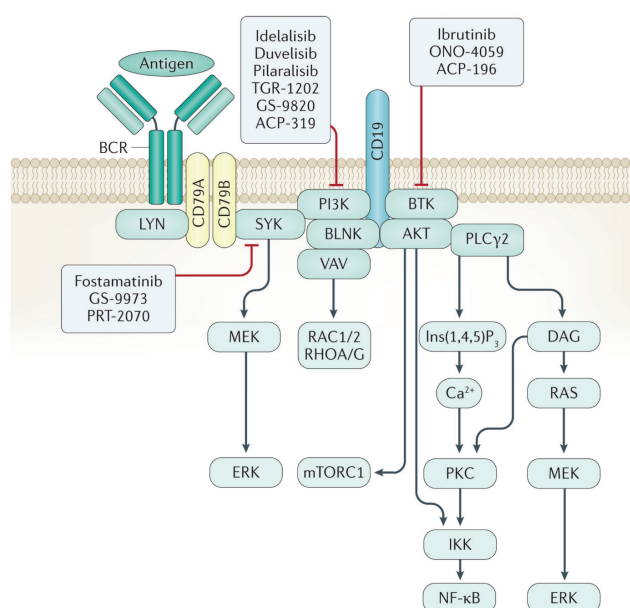 Idelalisib
Duvelisib
Pilaralisib
TGR-1202
GS-9820
ACP-319
Ibrutinib
ONO-4059
ACP-196
Antigen
BCR
CD79A
CD79B
CD19
LYN
SYK
PI3K
BTK
BLNK
AKT
PLCγ2
VAV
Fostamatinib
GS-9973
PRT-2070
MEK
RAC1/2
RHOA/G
Ins(1,4,5)P3
DAG
Ca2+
RAS
ERK
mTORC1
PKC
MEK
IKK
NF-κB
ERK